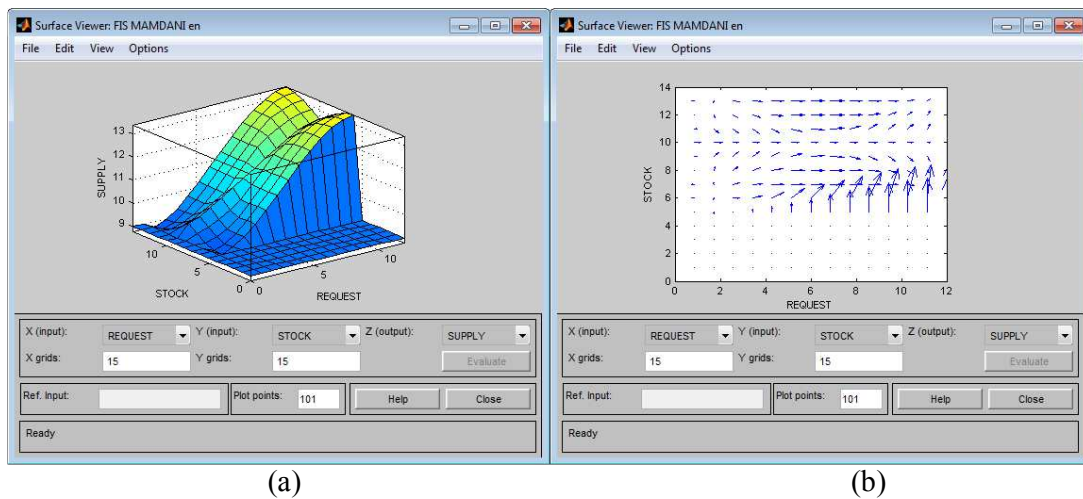 Surface Viewer: FIS MAMDANI en
File Edit View Options
13
12
11
10
9
SUPPLY
10
5
0
STOCK
0
5
10
REQUEST
X (input): REQUEST Y (input): STOCK Z (output): SUPPLY
X grids: 15 Y grids: 15 Evaluate
Ref. Input: Plot points: 101 Help Close
Ready
(a)
Surface Viewer: FIS MAMDANI en
File Edit View Options
14
12
10
8
6
4
2
0
STOCK
0 2 4 6 8 10 12
REQUEST
X (input): REQUEST Y (input): STOCK Z (output): SUPPLY
X grids: 15 Y grids: 15 Evaluate
Ref. Input: Plot points: 101 Help Close
Ready
(b)